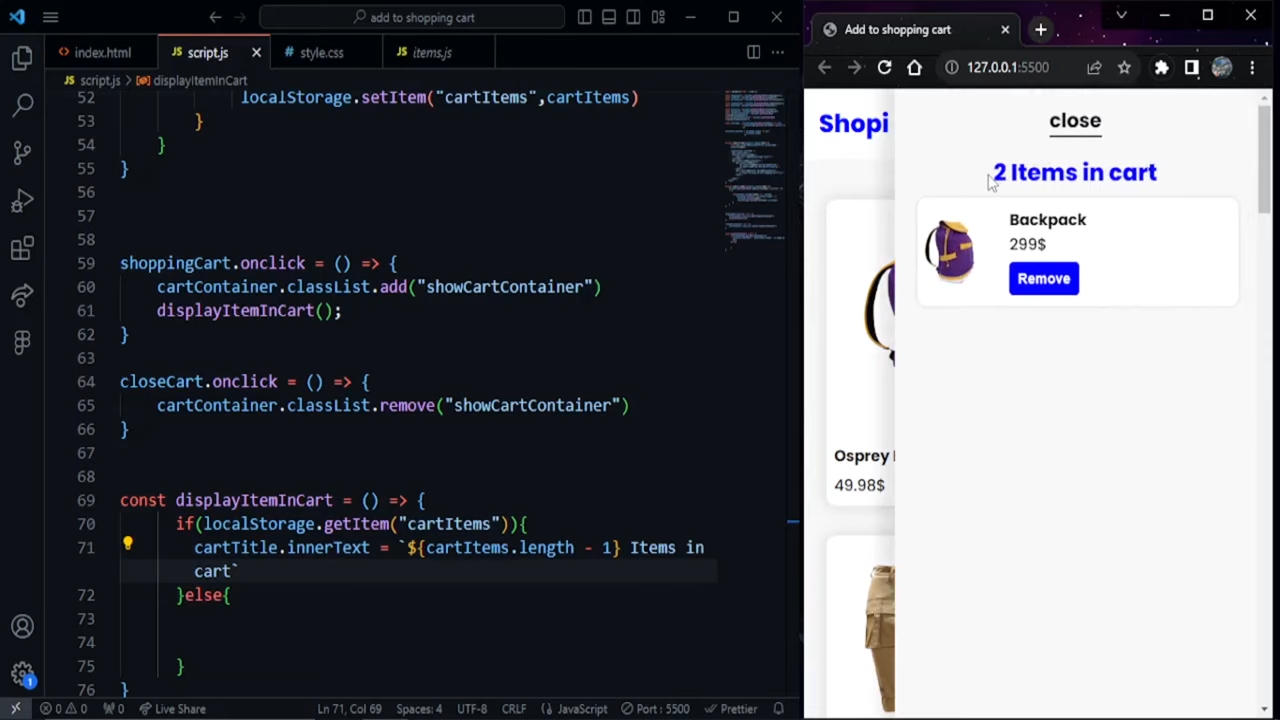 add to shopping cart
index.html
script.js
style.css
items.js
script.js > displayItemInCart
52 localStorage.setItem("cartItems",cartItems)
53 }
54 }
55 }
56
57
58
59 shoppingCart.onclick = () => {
60 cartContainer.classList.add("showCartContainer")
61 displayItemInCart();
62 }
63
64 closeCart.onclick = () => {
65 cartContainer.classList.remove("showCartContainer")
66 }
67
68
69 const displayItemInCart = () => {
70 if(localStorage.getItem("cartItems")){
71 cartTitle.innerText = `${cartItems.length - 1} Items in
cart`
72 }else{
73
74
75 }
76 }
1
0 0 0 Live Share Ln 71, Col 69 Spaces: 4 UTF-8 CRLF JavaScript Port : 5500 Prettier
Add to shopping cart
127.0.0.1:5500
Shopi
close
2 Items in cart
Backpack
299$
Remove
Osprey
49.98$